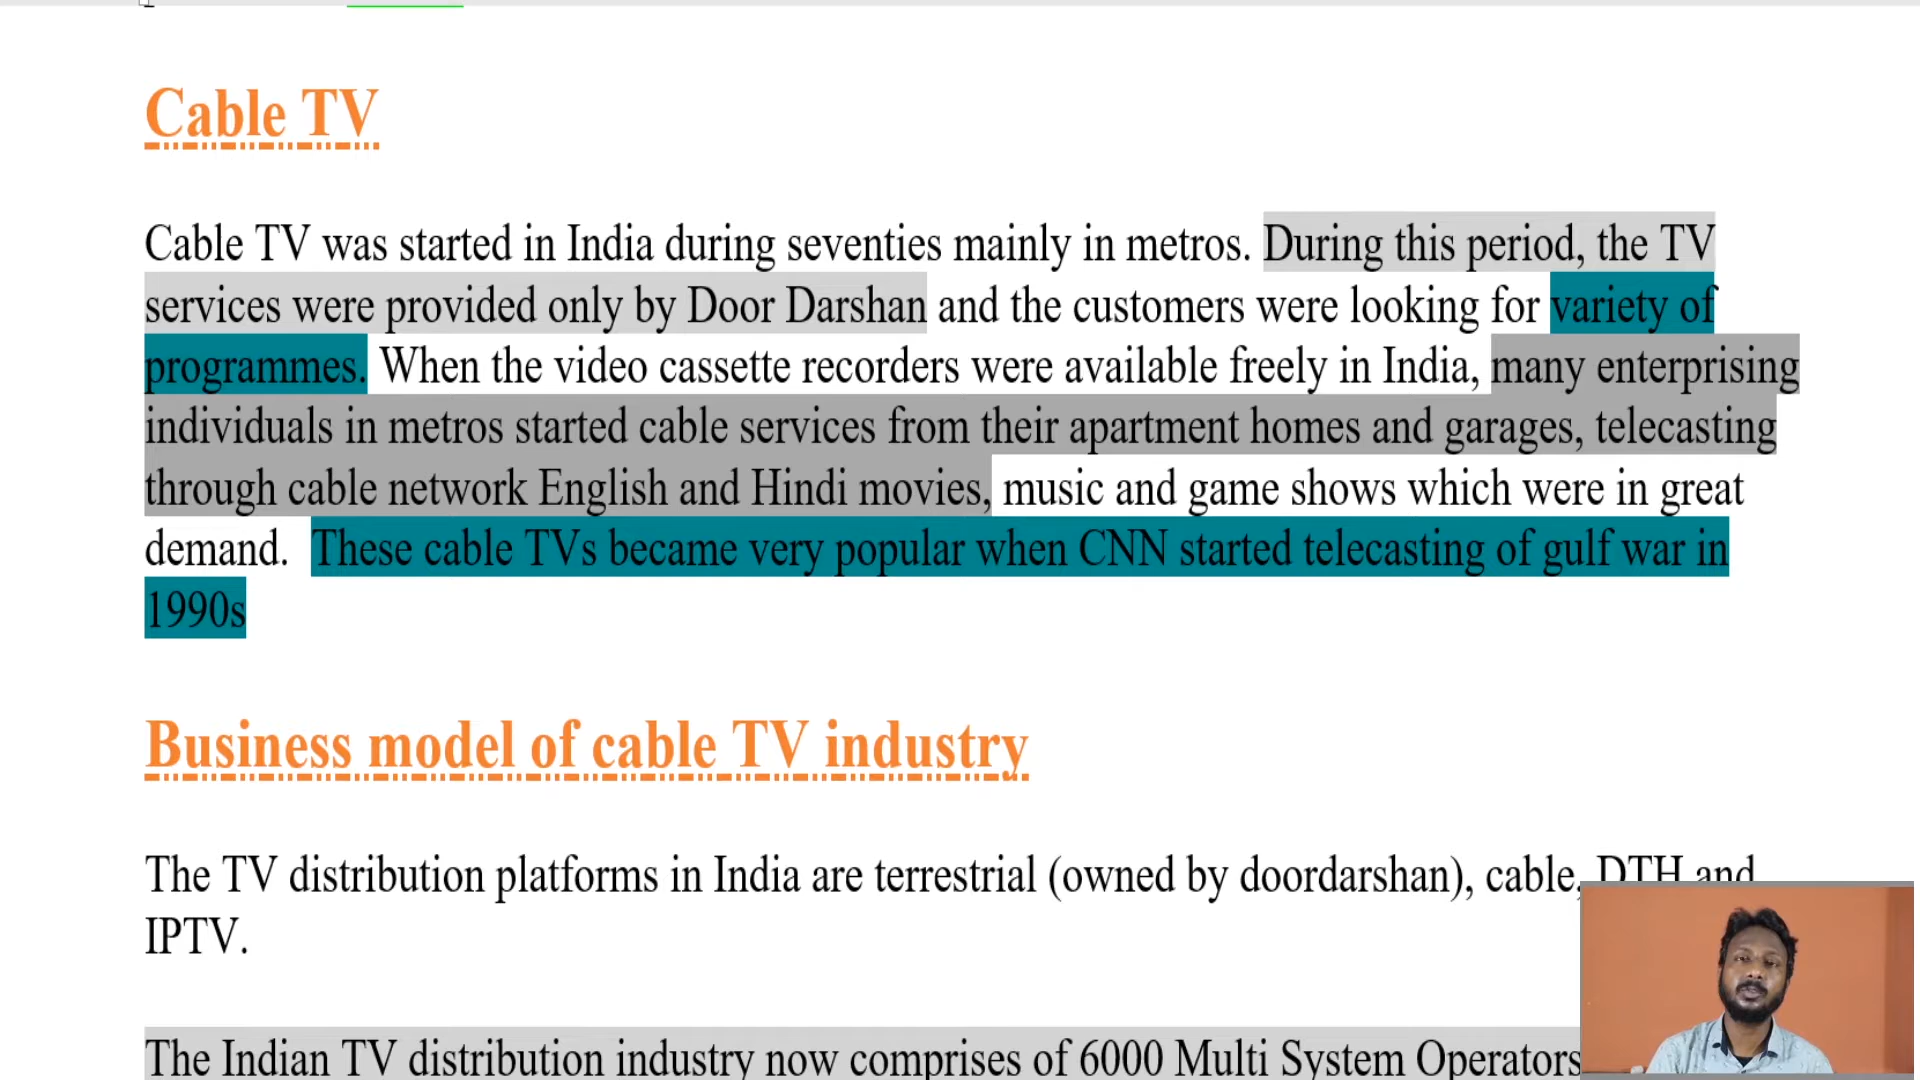 Cable TV
Cable TV was started in India during seventies mainly in metros. During this period, the TV
services were provided only by Door Darshan and the customers were looking for variety of
programmes. When the video cassette recorders were available freely in India, many enterprising
individuals in metros started cable services from their apartment homes and garages, telecasting
through cable network English and Hindi movies, music and game shows which were in great
demand. These cable TVs became very popular when CNN started telecasting of gulf war in
1990s
Business model of cable TV industry
The TV distribution platforms in India are terrestrial (owned by doordarshan), cable, DTH and
IPTV.
The Indian TV distribution industry now comprises of 6000 Multi System Operators